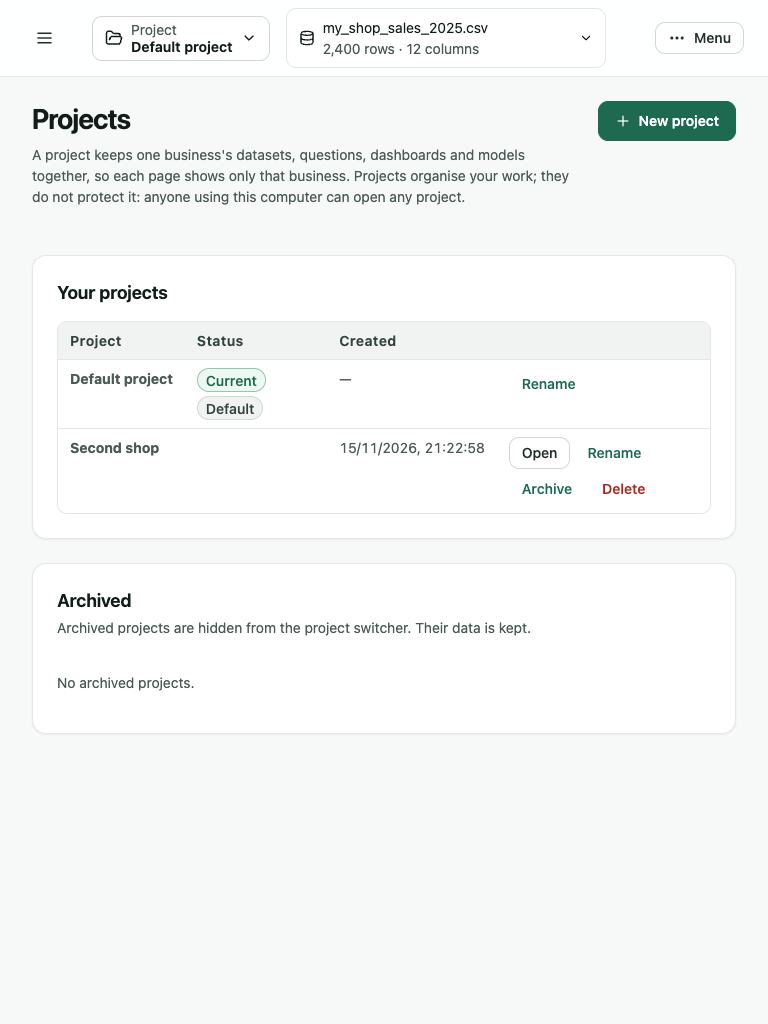 Project
Default project
my_shop_sales_2025.csv
2,400 rows · 12 columns
Menu
Projects
New project
A project keeps one business's datasets, questions, dashboards and models
together, so each page shows only that business. Projects organise your work; they
do not protect it: anyone using this computer can open any project.
Your projects
Project Status Created
Default project Current — Rename
Default
Second shop 15/11/2026, 21:22:58 Open Rename
Archive Delete
Archived
Archived projects are hidden from the project switcher. Their data is kept.
No archived projects.